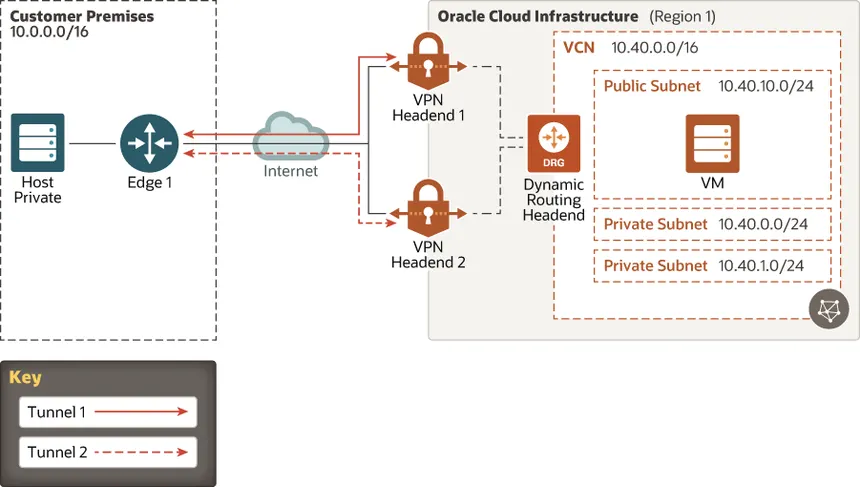 Customer Premises
10.0.0.0/16
Host
Private
Edge 1
Internet
VPN
Headend 1
VPN
Headend 2
Oracle Cloud Infrastructure (Region 1)
VCN 10.40.0.0/16
DRG
Dynamic
Routing
Headend
Public Subnet 10.40.10.0/24
VM
Private Subnet 10.40.0.0/24
Private Subnet 10.40.1.0/24
Key
Tunnel 1
Tunnel 2